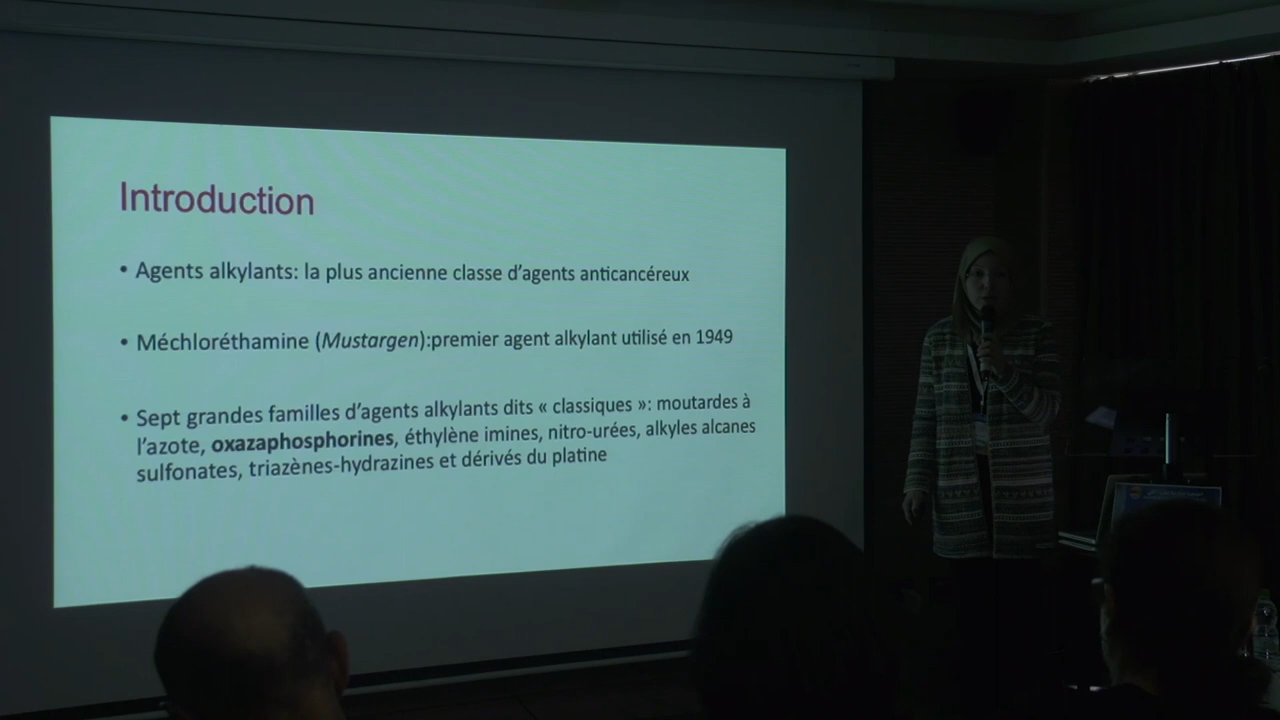 Introduction
• Agents alkylants: la plus ancienne classe d’agents anticancéreux
• Méchloréthamine (Mustargen):premier agent alkylant utilisé en 1949
• Sept grandes familles d’agents alkylants dits « classiques »: moutardes à
l’azote, oxazaphosphorines, éthylène imines, nitro-urées, alkyles alcanes
sulfonates, triazènes-hydrazines et dérivés du platine